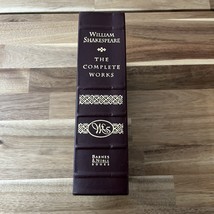 WILLIAM
SHAKESPEARE
THE
COMPLETE
WORKS
WS
BARNES
& NOBLE
BOOKS